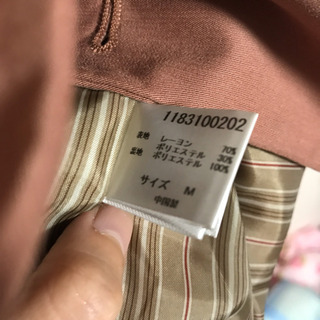 1183100202
表地 レーヨン 70%
ポリエステル 30%
裏地 ポリエステル 100%
サイズ M
中国製